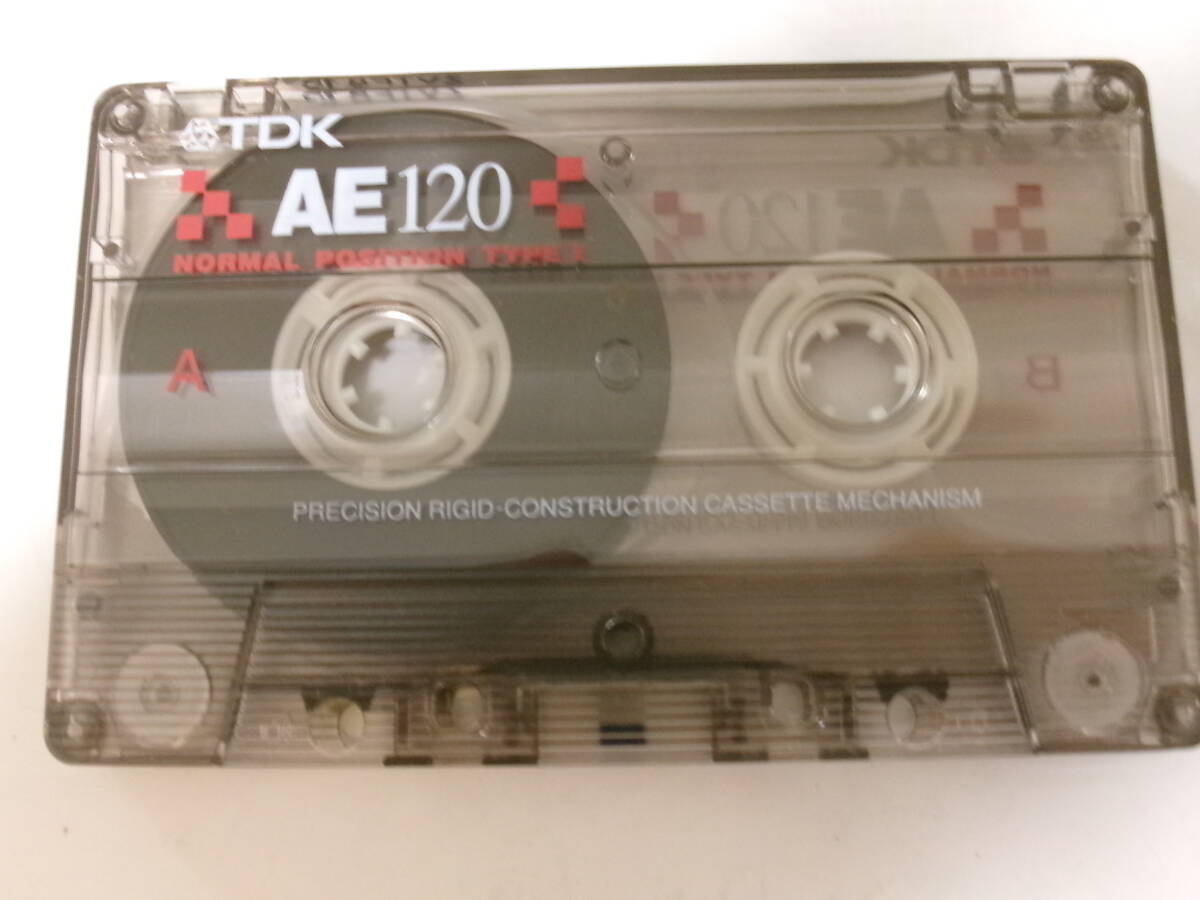 TDK
AE120
NORMAL POSITION TYPE I
A
B
PRECISION RIGID-CONSTRUCTION CASSETTE MECHANISM